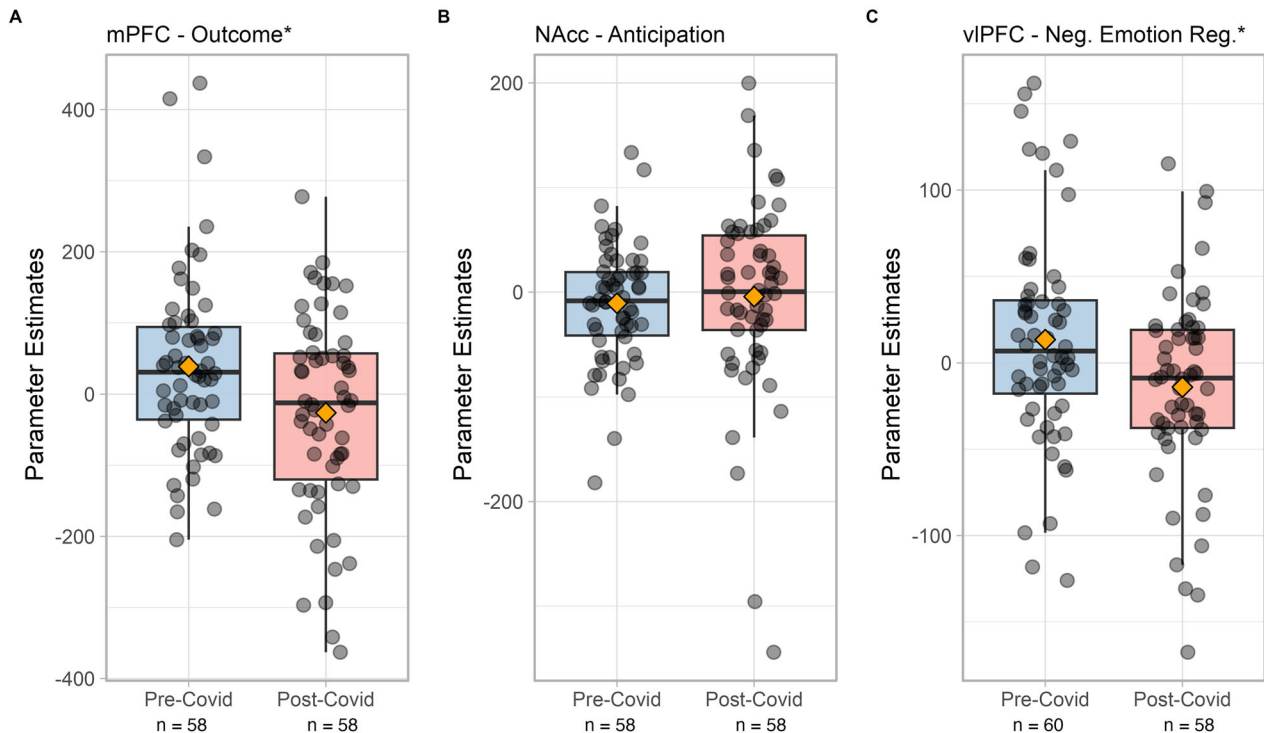 A
mPFC - Outcome*
Parameter Estimates
400
200
0
-200
-400
Pre-Covid
Post-Covid
n = 58
n = 58
B
NAcc - Anticipation
Parameter Estimates
200
0
-200
Pre-Covid
Post-Covid
n = 58
n = 58
C
vlPFC - Neg. Emotion Reg.*
Parameter Estimates
100
0
-100
Pre-Covid
Post-Covid
n = 60
n = 58